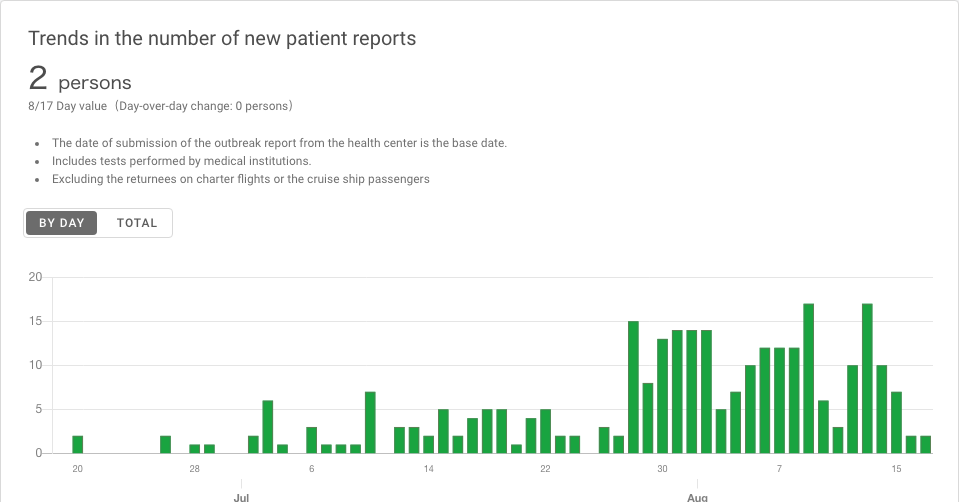 Trends in the number of new patient reports
2 persons
8/17 Day value（Day-over-day change: 0 persons）
• The date of submission of the outbreak report from the health center is the base date.
• Includes tests performed by medical institutions.
• Excluding the returnees on charter flights or the cruise ship passengers
BY DAY TOTAL
20
15
10
5
0
20 28 6 14 22 30 7 15
Jul Aug